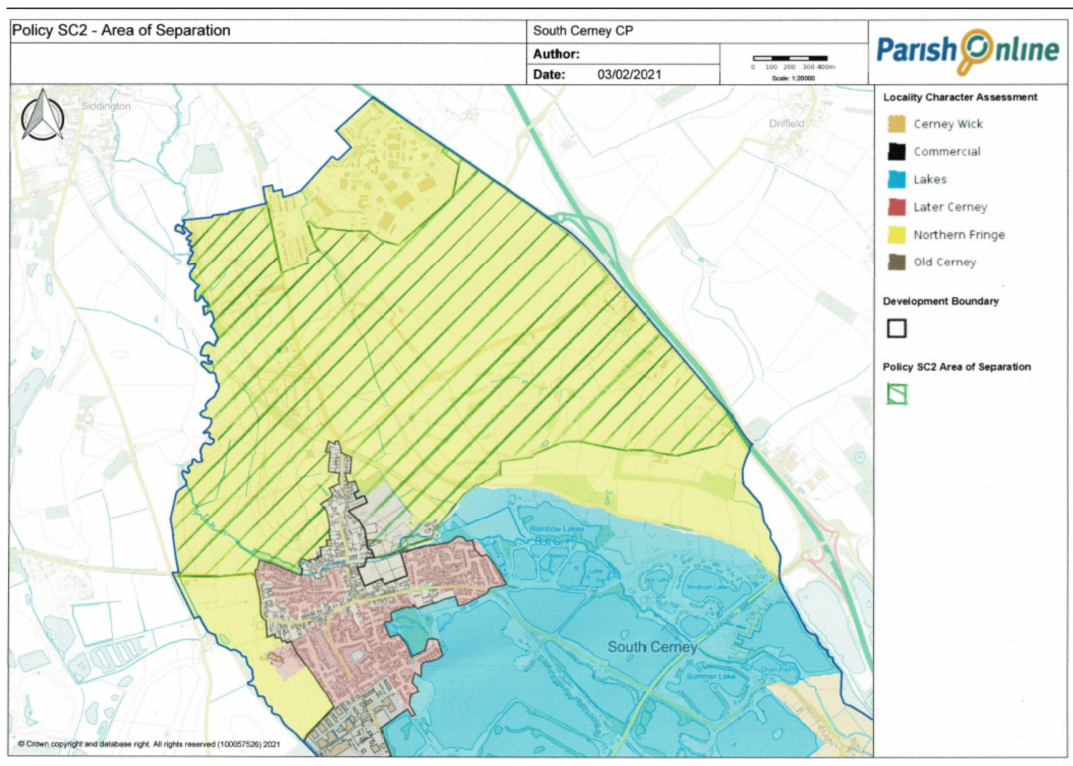 Policy SC2 - Area of Separation
South Cerney CP
Author:
Date: 03/02/2021
0 100 200 300 400m
Scale: 1:20000
Parish Online
Locality Character Assessment
Cerney Wick
Commercial
Lakes
Later Cerney
Northern Fringe
Old Cerney
Development Boundary
Policy SC2 Area of Separation
Siddington
Driffield
Rainbow Lakes
South Cerney
Summer Lake
© Crown copyright and database right. All rights reserved (100057526) 2021